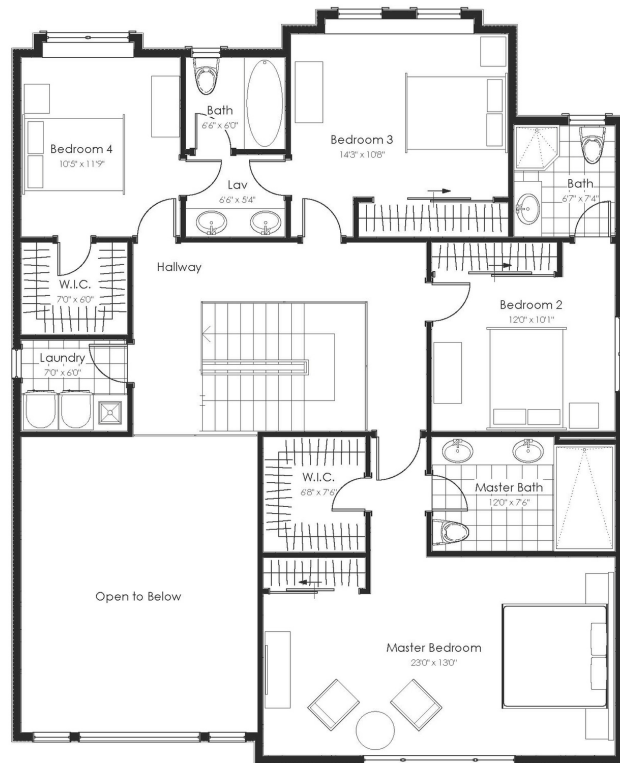 Bath
6'6" x 6'0"
Bedroom 4
10'5" x 11'9"
Bedroom 3
14'3" x 10'8"
Lav
6'6" x 5'4"
Bath
6'7" x 7'4"
Hallway
W.I.C.
7'0" x 6'0"
Bedroom 2
12'0" x 10'1"
Laundry
7'0" x 6'0"
W.I.C.
6'8" x 7'6"
Master Bath
12'0" x 7'6"
Open to Below
Master Bedroom
23'0" x 13'0"